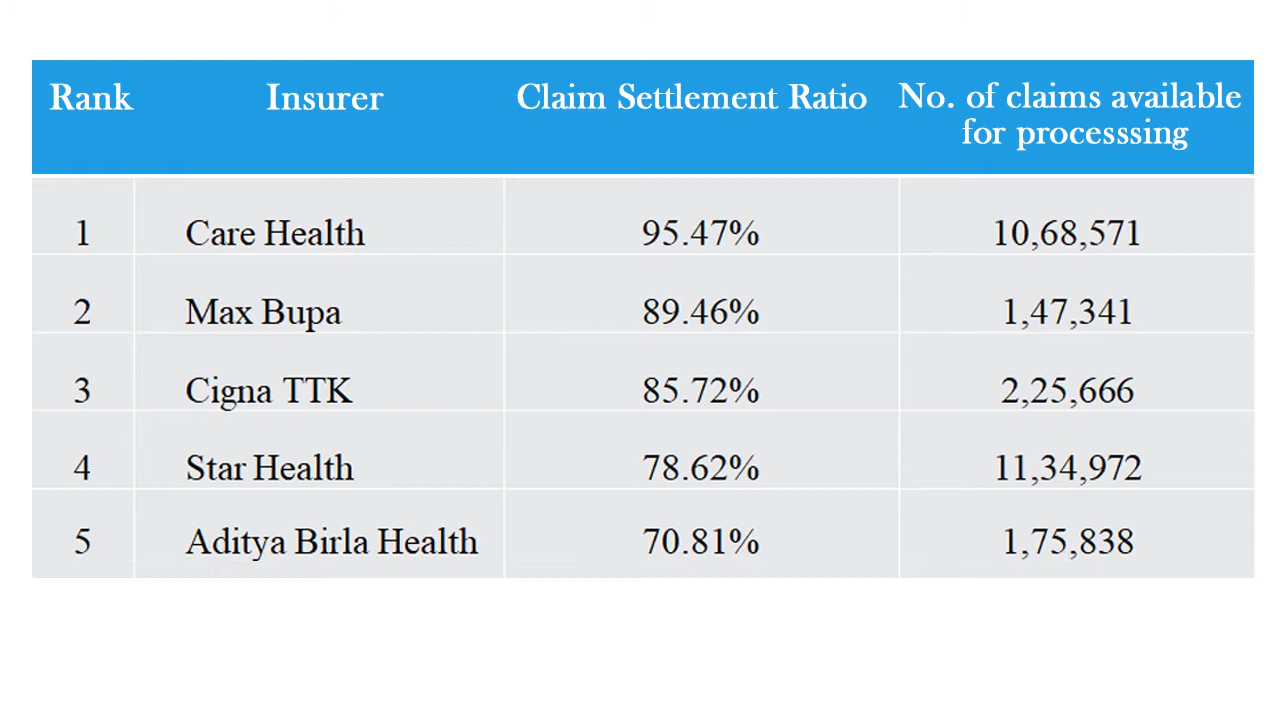 Rank Insurer Claim Settlement Ratio No. of claims available
for processsing
1 Care Health 95.47% 10,68,571
2 Max Bupa 89.46% 1,47,341
3 Cigna TTK 85.72% 2,25,666
4 Star Health 78.62% 11,34,972
5 Aditya Birla Health 70.81% 1,75,838